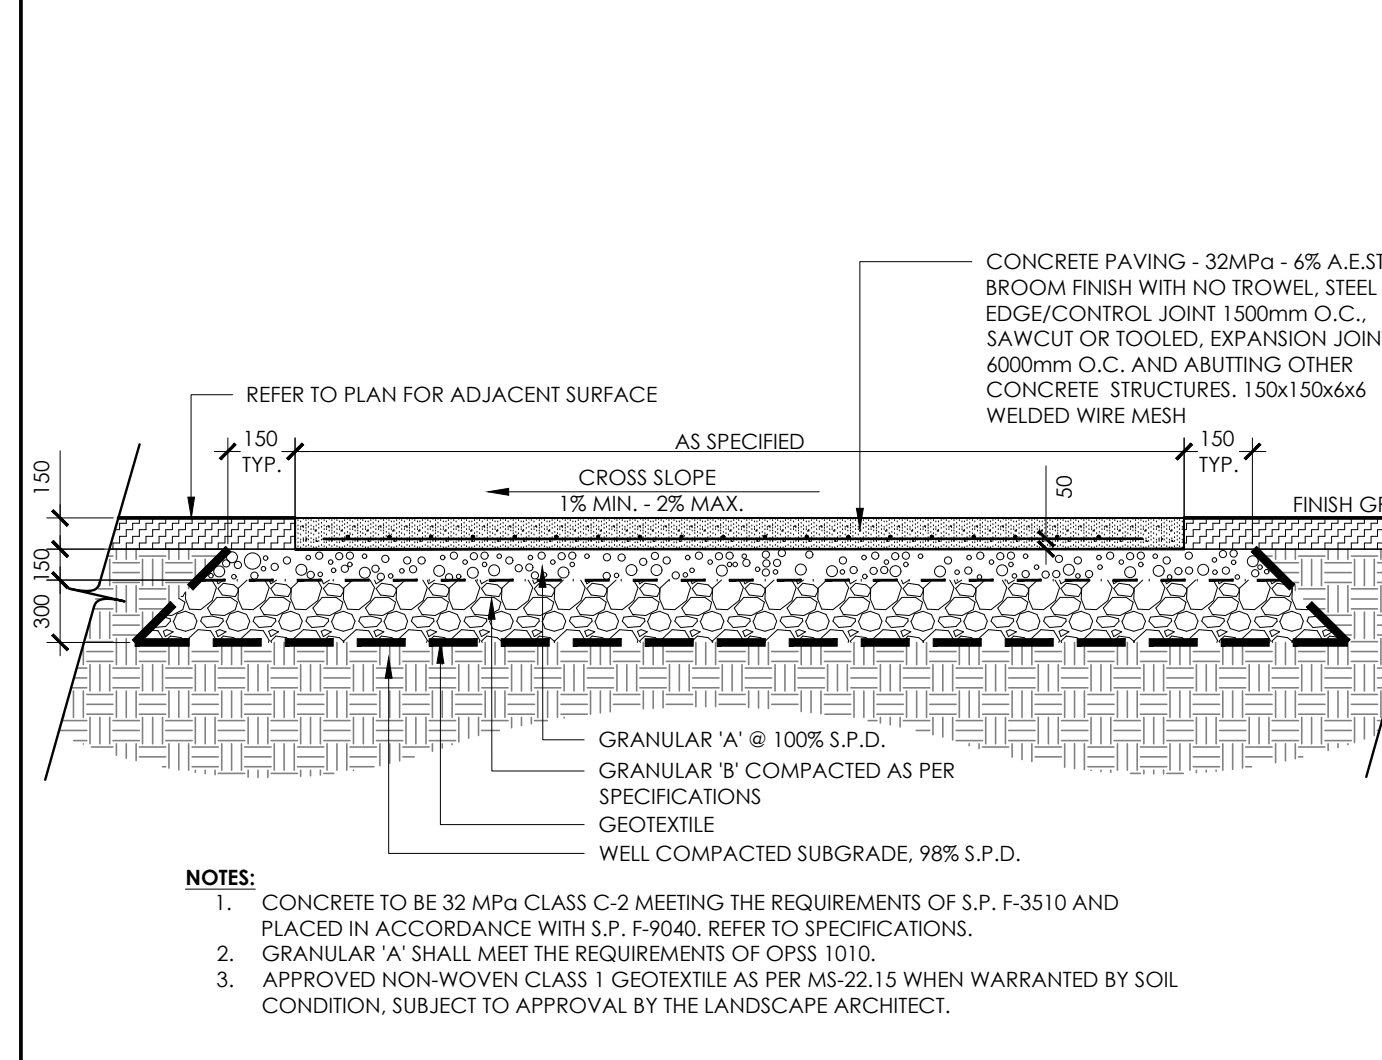 CONCRETE PAVING - 32MPa - 6% A.E.ST
BROOM FINISH WITH NO TROWEL, STEEL
EDGE/CONTROL JOINT 1500mm O.C.,
SAWCUT OR TOOLED, EXPANSION JOIN
6000mm O.C. AND ABUTTING OTHER
CONCRETE STRUCTURES. 150x150x6x6
WELDED WIRE MESH
REFER TO PLAN FOR ADJACENT SURFACE
150
TYP.
AS SPECIFIED
150
TYP.
CROSS SLOPE
1% MIN. - 2% MAX.
50
FINISH GR
150
150
300
GRANULAR 'A' @ 100% S.P.D.
GRANULAR 'B' COMPACTED AS PER
SPECIFICATIONS
GEOTEXTILE
WELL COMPACTED SUBGRADE, 98% S.P.D.
NOTES:
1. CONCRETE TO BE 32 MPa CLASS C-2 MEETING THE REQUIREMENTS OF S.P. F-3510 AND
PLACED IN ACCORDANCE WITH S.P. F-9040. REFER TO SPECIFICATIONS.
2. GRANULAR 'A' SHALL MEET THE REQUIREMENTS OF OPSS 1010.
3. APPROVED NON-WOVEN CLASS 1 GEOTEXTILE AS PER MS-22.15 WHEN WARRANTED BY SOIL
CONDITION, SUBJECT TO APPROVAL BY THE LANDSCAPE ARCHITECT.